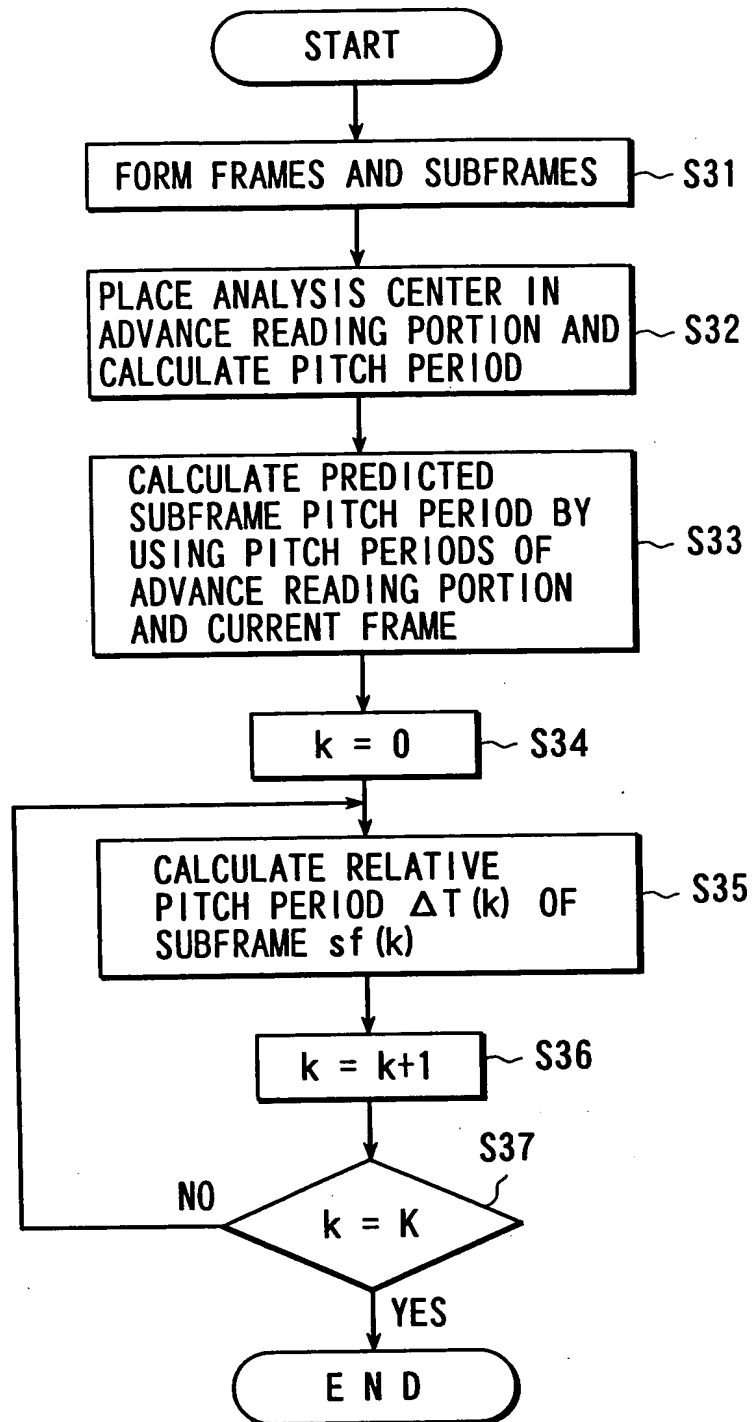 START
FORM FRAMES AND SUBFRAMES
S31
PLACE ANALYSIS CENTER IN
ADVANCE READING PORTION AND
CALCULATE PITCH PERIOD
S32
CALCULATE PREDICTED
SUBFRAME PITCH PERIOD BY
USING PITCH PERIODS OF
ADVANCE READING PORTION
AND CURRENT FRAME
S33
k = 0
S34
CALCULATE RELATIVE
PITCH PERIOD ΔT(k) OF
SUBFRAME sf(k)
S35
k = k+1
S36
S37
NO
k = K
YES
END